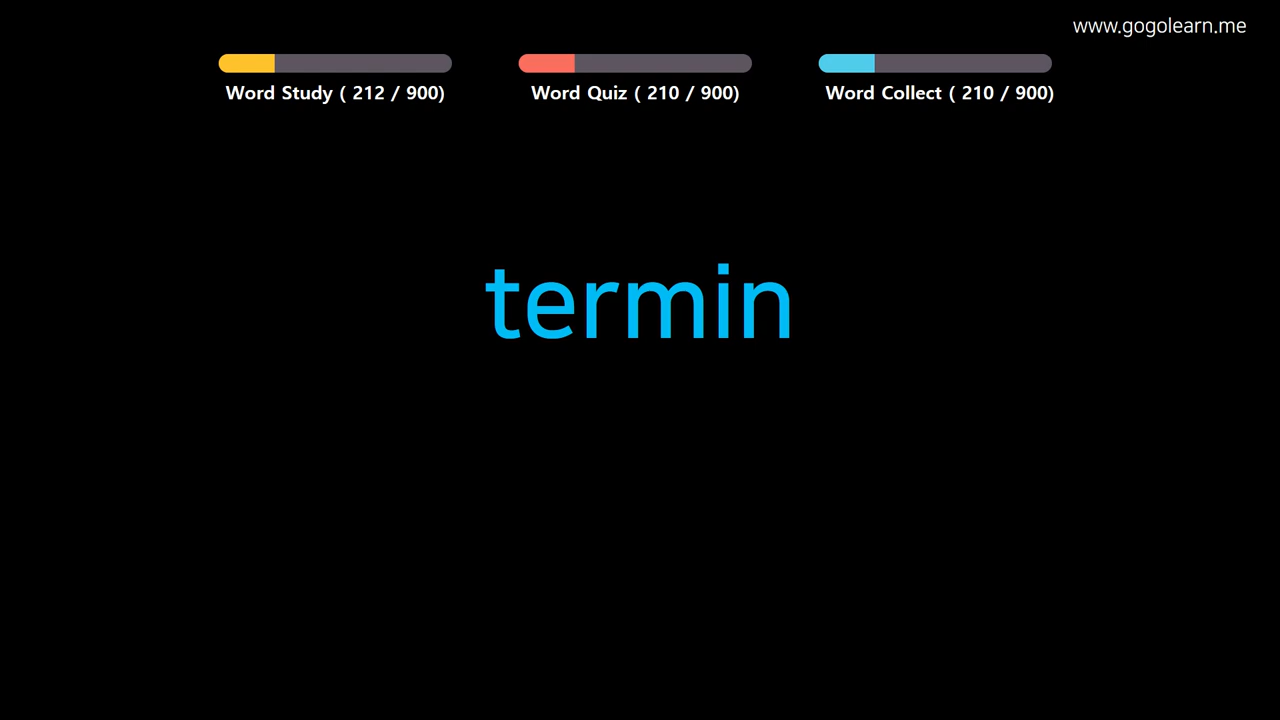 www.gogolearn.me
Word Study ( 212 / 900)
Word Quiz ( 210 / 900)
Word Collect ( 210 / 900)
termin